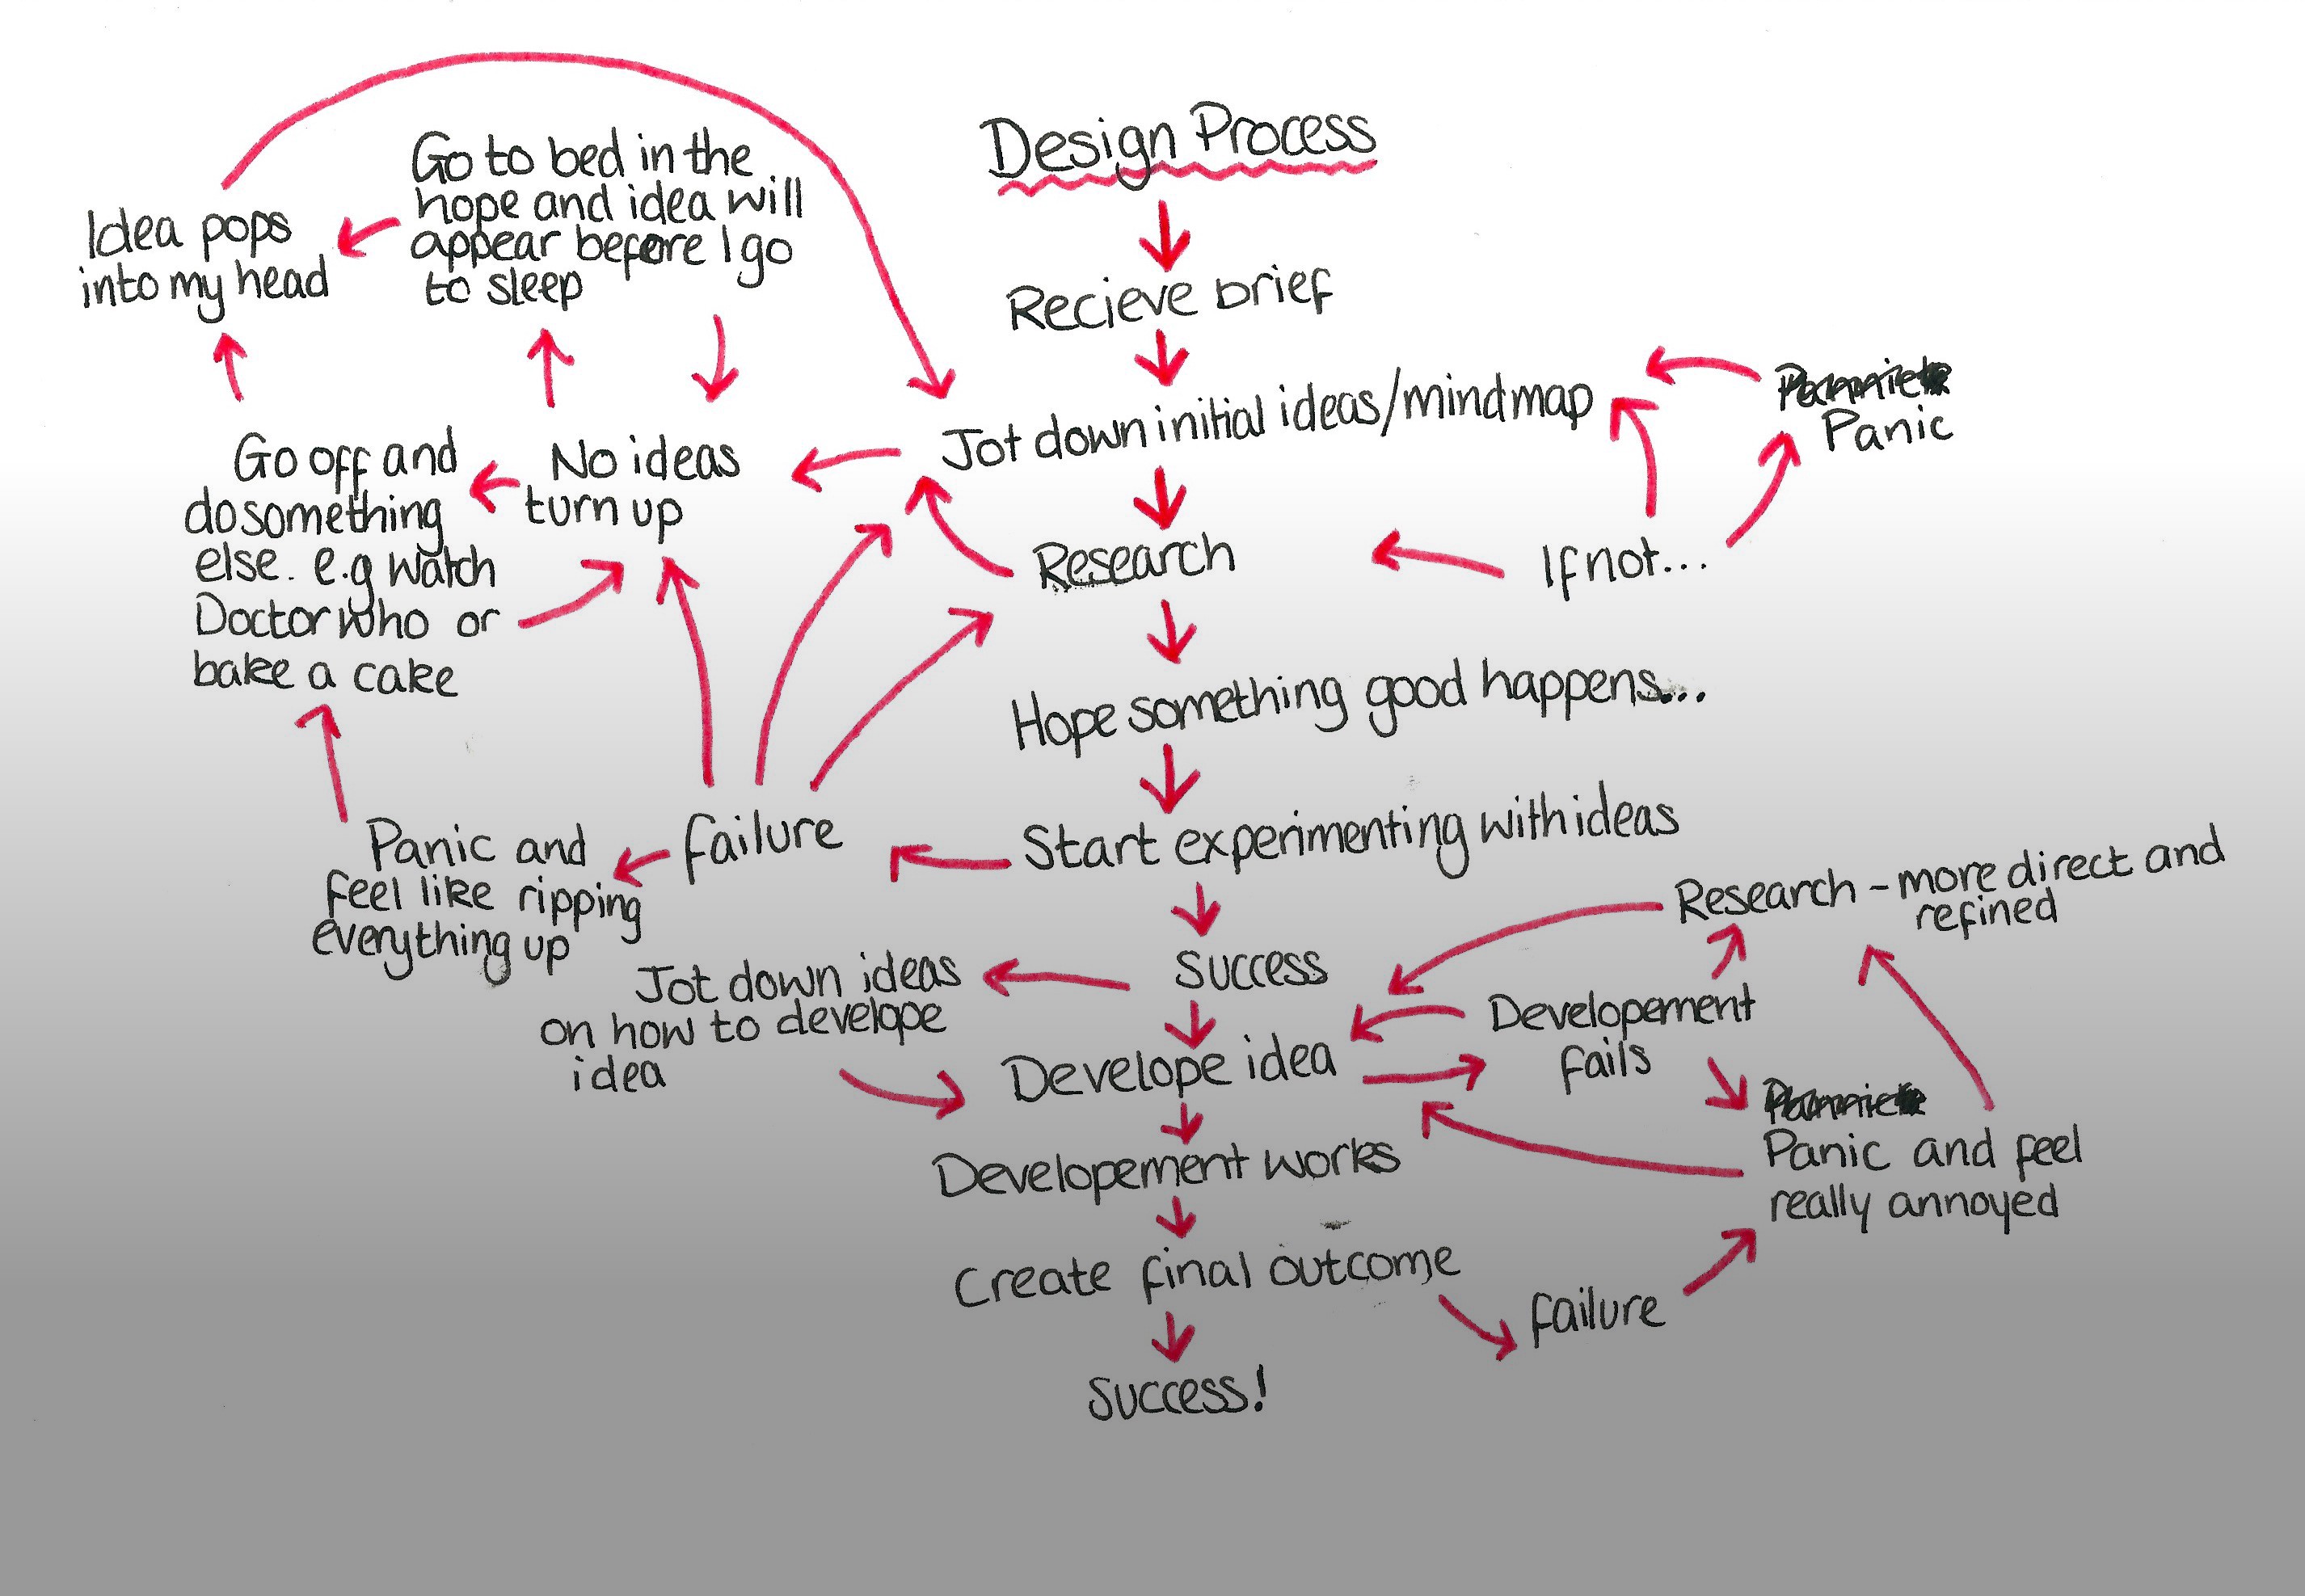 Design Process
Recieve brief
Jot down initial ideas/mindmap
Research
Hope something good happens...
Start experimenting with ideas
Success
Develope idea
Developement works
Create final outcome
Success!
Go to bed in the
hope and idea will
appear before I go
to sleep
Idea pops
into my head
No ideas
turn up
Go off and
do something
else. e.g watch
Doctor Who or
bake a cake
failure
Panic and
feel like ripping
everything up
Jot down ideas
on how to develope
idea
If not...
Panic
Research - more direct and
refined
Developement
fails
Panic and feel
really annoyed
failure